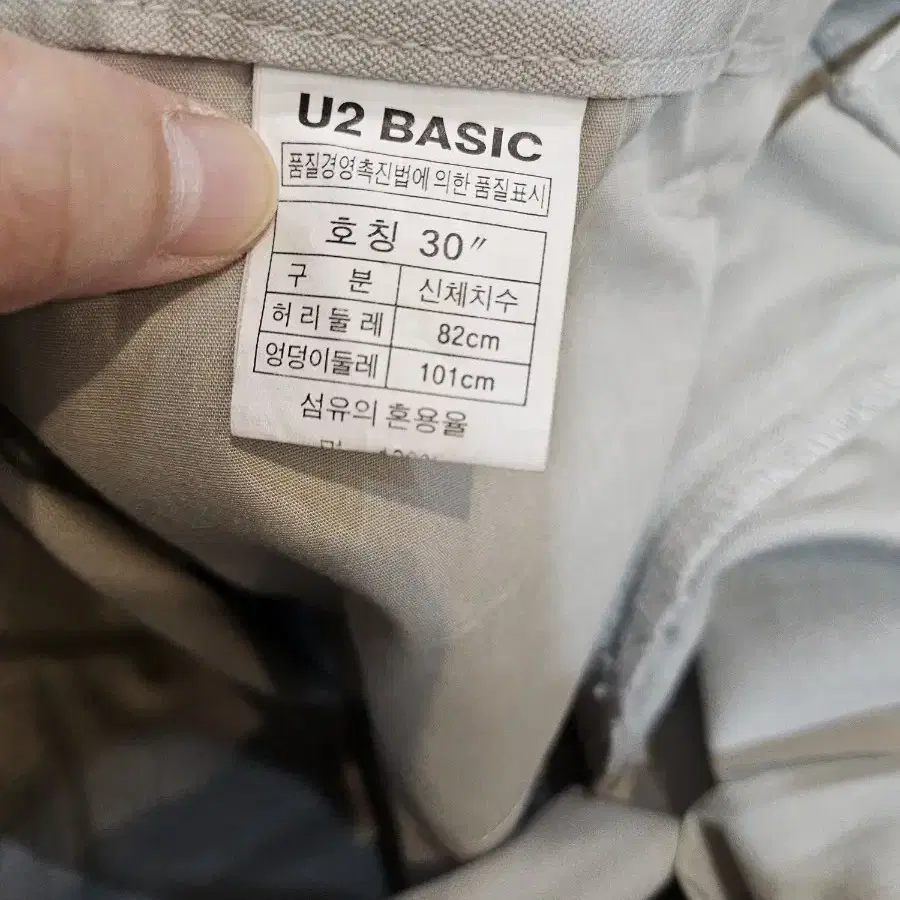 U2 BASIC
품질경영촉진법에 의한 품질표시
호칭 30″
구 분 신체치수
허리둘레 82cm
엉덩이둘레 101cm
섬유의 혼용율